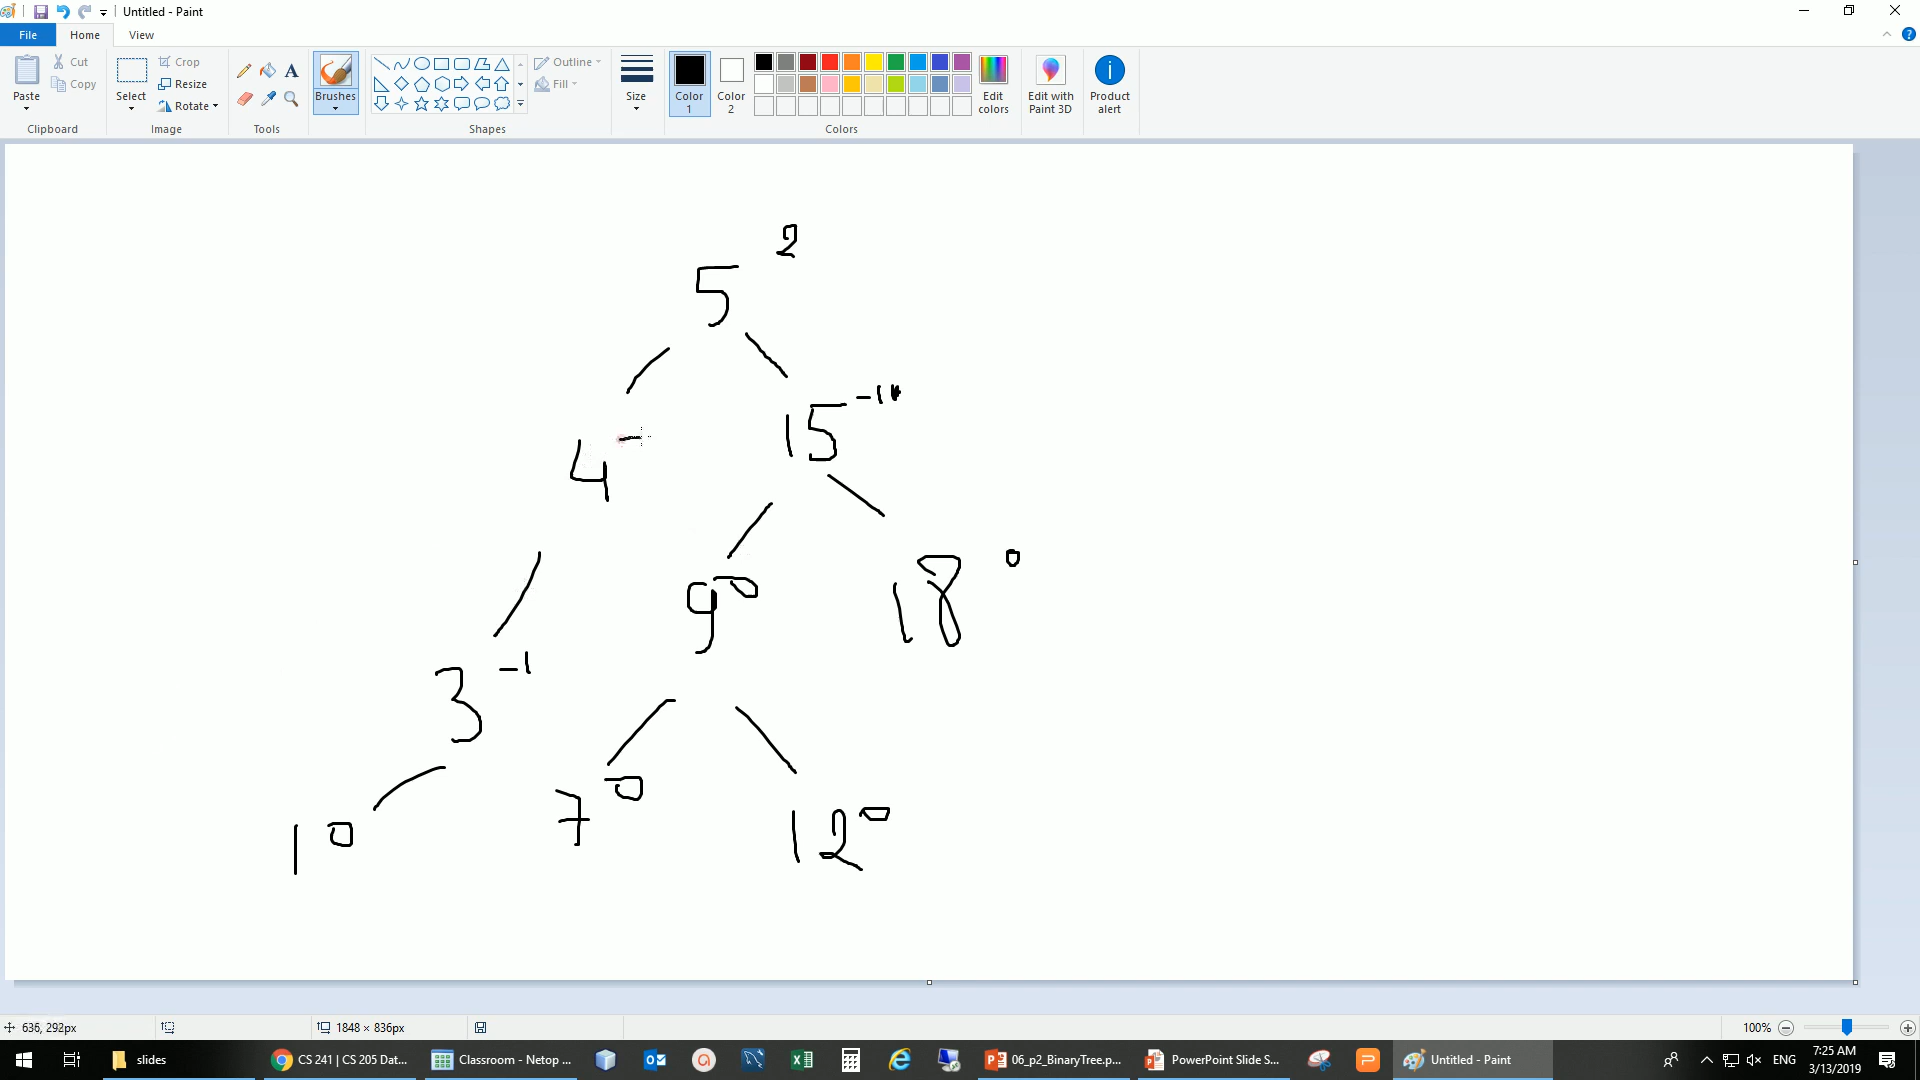 Untitled - Paint
File Home View
Paste
Cut
Copy
Clipboard
Select
Crop
Resize
Rotate
Image
A
Tools
Brushes
Outline
Fill
Shapes
Size
Color 1
Color 2
Edit colors
Colors
Edit with Paint 3D
Product alert
2
5
15
4
0
9 0
18
-1
3
7 0
12 0
1 0
636, 292px
1848 × 836px
100%
slides
CS 241 | CS 205 Dat...
Classroom - Netop ...
06_p2_BinaryTree.p...
PowerPoint Slide S...
Untitled - Paint
ENG
7:25 AM
3/13/2019